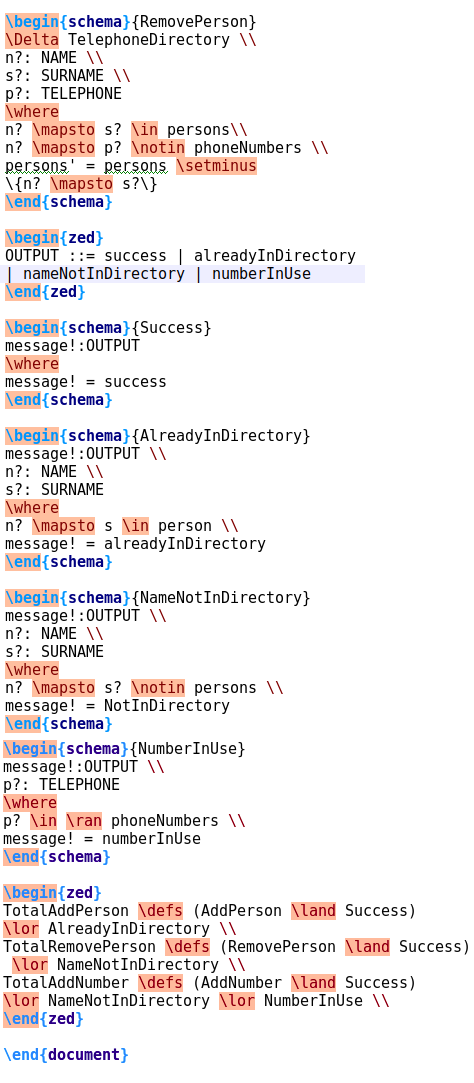 \begin{schema}{RemovePerson}
\Delta TelephoneDirectory \\
n?: NAME \\
s?: SURNAME \\
p?: TELEPHONE
\where
n? \mapsto s? \in persons\\
n? \mapsto p? \notin phoneNumbers \\
persons' = persons \setminus
\{n? \mapsto s?\}
\end{schema}
\begin{zed}
OUTPUT ::= success | alreadyInDirectory
| nameNotInDirectory | numberInUse
\end{zed}
\begin{schema}{Success}
message!:OUTPUT
\where
message! = success
\end{schema}
\begin{schema}{AlreadyInDirectory}
message!:OUTPUT \\
n?: NAME \\
s?: SURNAME
\where
n? \mapsto s \in person \\
message! = alreadyInDirectory
\end{schema}
\begin{schema}{NameNotInDirectory}
message!:OUTPUT \\
n?: NAME \\
s?: SURNAME
\where
n? \mapsto s? \notin persons \\
message! = NotInDirectory
\end{schema}
\begin{schema}{NumberInUse}
message!:OUTPUT \\
p?: TELEPHONE
\where
p? \in \ran phoneNumbers \\
message! = numberInUse
\end{schema}
\begin{zed}
TotalAddPerson \defs (AddPerson \land Success)
\lor AlreadyInDirectory \\
TotalRemovePerson \defs (RemovePerson \land Success)
\lor NameNotInDirectory \\
TotalAddNumber \defs (AddNumber \land Success)
\lor NameNotInDirectory \lor NumberInUse \\
\end{zed}
\end{document}